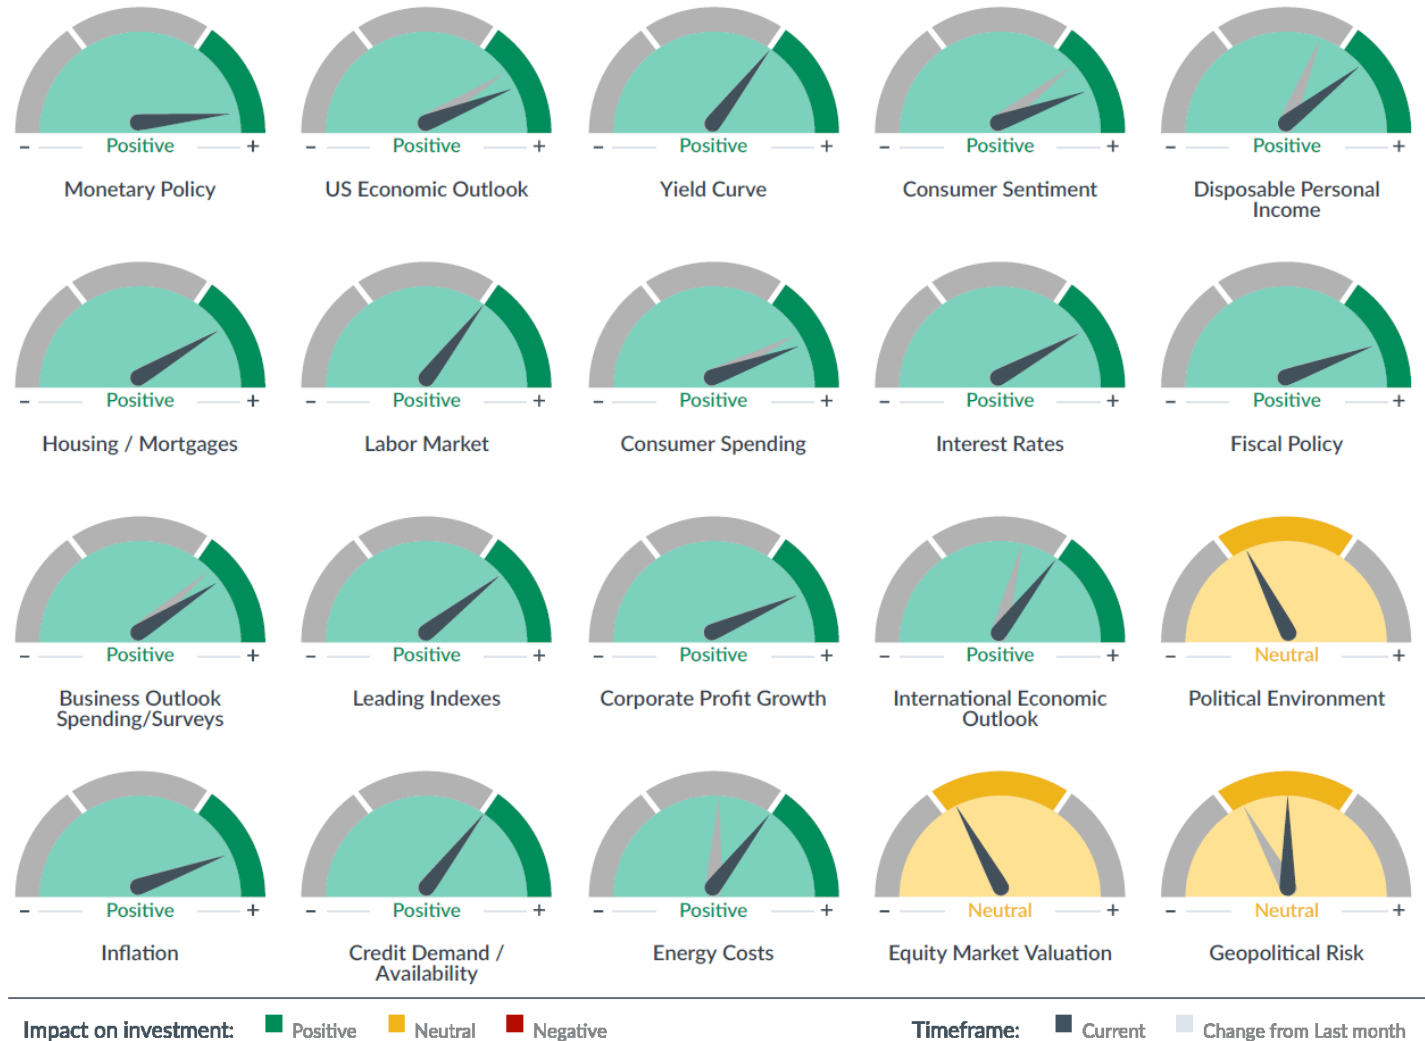 - Positive +
Monetary Policy
- Positive +
US Economic Outlook
- Positive +
Yield Curve
- Positive +
Consumer Sentiment
- Positive +
Disposable Personal
Income
- Positive +
Housing / Mortgages
- Positive +
Labor Market
- Positive +
Consumer Spending
- Positive +
Interest Rates
- Positive +
Fiscal Policy
- Positive +
Business Outlook
Spending/Surveys
- Positive +
Leading Indexes
- Positive +
Corporate Profit Growth
- Positive +
International Economic
Outlook
- Neutral +
Political Environment
- Positive +
Inflation
- Positive +
Credit Demand /
Availability
- Positive +
Energy Costs
- Neutral +
Equity Market Valuation
- Neutral +
Geopolitical Risk
Impact on investment: Positive Neutral Negative
Timeframe: Current Change from Last month